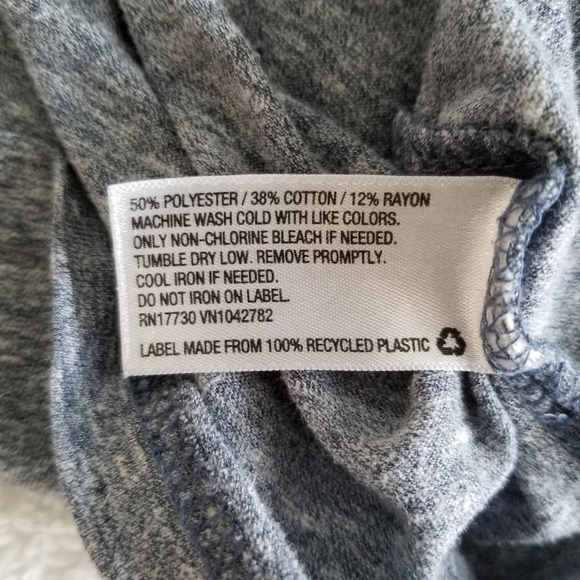 50% POLYESTER / 38% COTTON / 12% RAYON
MACHINE WASH COLD WITH LIKE COLORS.
ONLY NON-CHLORINE BLEACH IF NEEDED.
TUMBLE DRY LOW. REMOVE PROMPTLY.
COOL IRON IF NEEDED.
DO NOT IRON ON LABEL.
RN17730 VN1042782
LABEL MADE FROM 100% RECYCLED PLASTIC